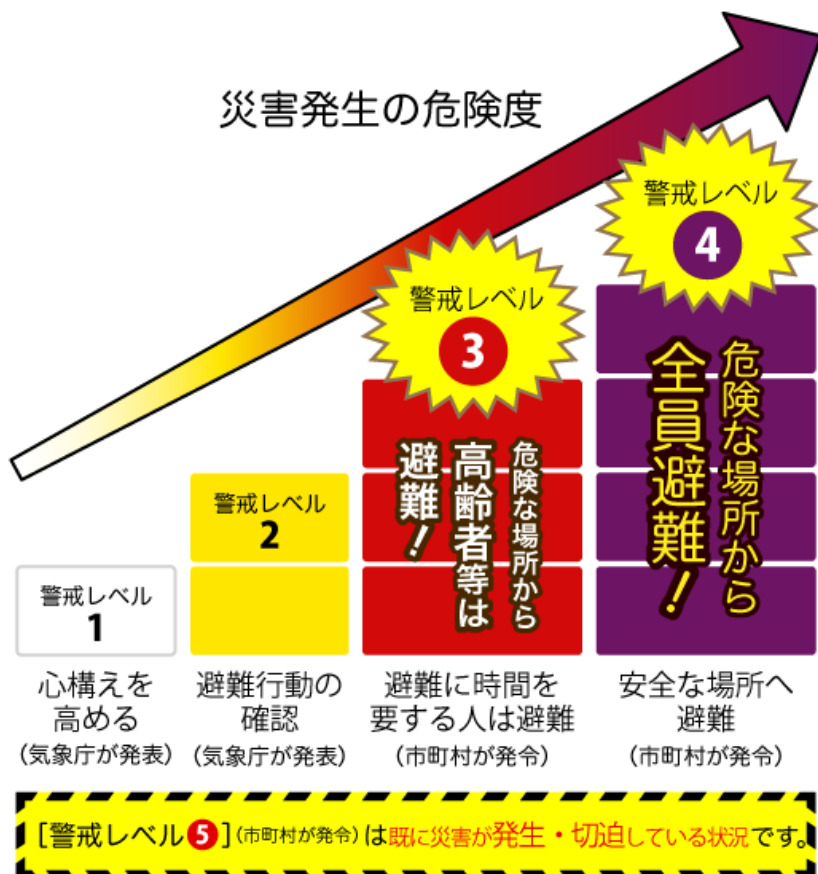 災害発生の危険度
警戒レベル
1
心構えを
高める
(気象庁が発表)
警戒レベル
2
避難行動の
確認
(気象庁が発表)
警戒レベル
3
危険な場所から
高齢者等は
避難!
避難に時間を
要する人は避難
(市町村が発令)
警戒レベル
4
危険な場所から
全員避難!
安全な場所へ
避難
(市町村が発令)
[警戒レベル5](市町村が発令)は既に災害が発生・切迫している状況です。